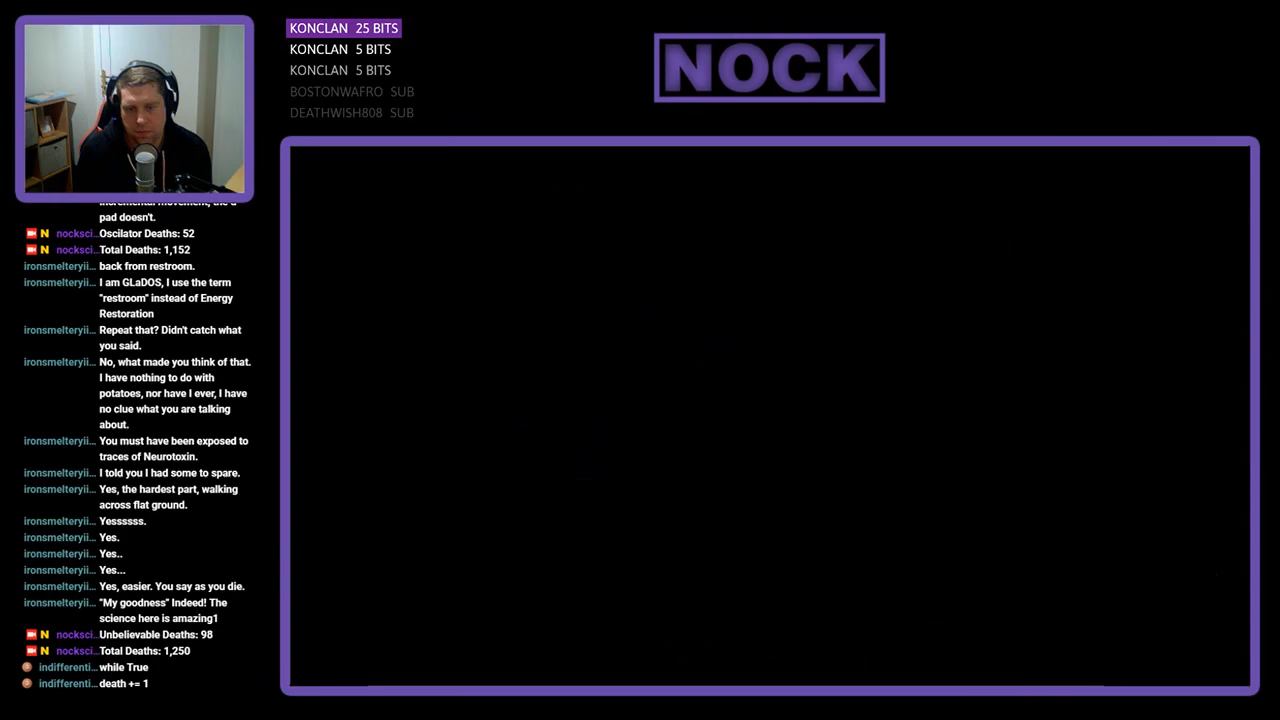 KONCLAN 25 BITS
KONCLAN 5 BITS
KONCLAN 5 BITS
BOSTONWAFRO SUB
DEATHWISH808 SUB
NOCK
incremental movement, the d
pad doesn't.
N nocksci... Oscilator Deaths: 52
N nocksci... Total Deaths: 1,152
ironsmelteryii... back from restroom.
ironsmelteryii... I am GLaDOS, I use the term
"restroom" instead of Energy
Restoration
ironsmelteryii... Repeat that? Didn't catch what
you said.
ironsmelteryii... No, what made you think of that.
I have nothing to do with
potatoes, nor have I ever, I have
no clue what you are talking
about.
ironsmelteryii... You must have been exposed to
traces of Neurotoxin.
ironsmelteryii... I told you I had some to spare.
ironsmelteryii... Yes, the hardest part, walking
across flat ground.
ironsmelteryii... Yessssss.
ironsmelteryii... Yes.
ironsmelteryii... Yes..
ironsmelteryii... Yes...
ironsmelteryii... Yes, easier. You say as you die.
ironsmelteryii... "My goodness" Indeed! The
science here is amazing1
N nocksci... Unbelievable Deaths: 98
N nocksci... Total Deaths: 1,250
indifferenti... while True
indifferenti... death += 1